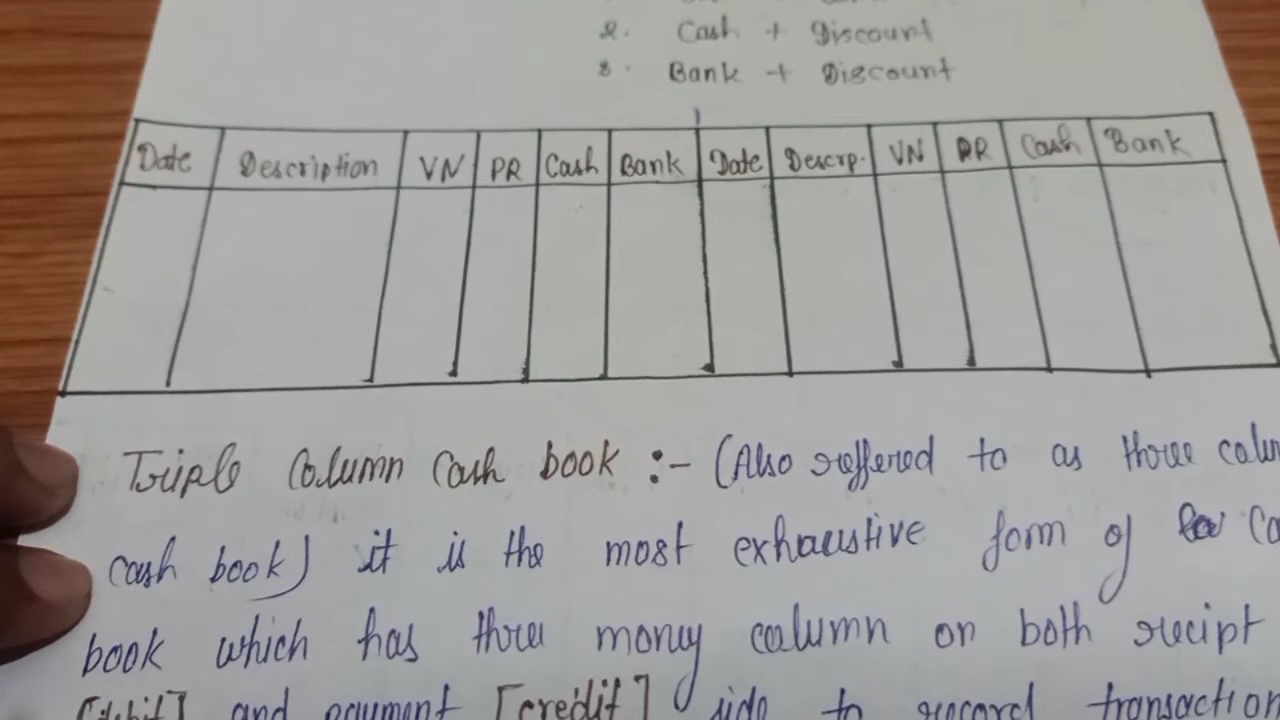 2. Cash + Discount
3. Bank + Discount
Date Description VN PR Cash Bank Date Descrp. VN PR Cash Bank
Triple Column Cash book :- (Also reffered to as three
cash book) it is the most exhaustive form of
book which has three money column on both recipt
and payment [credit] side to record transaction